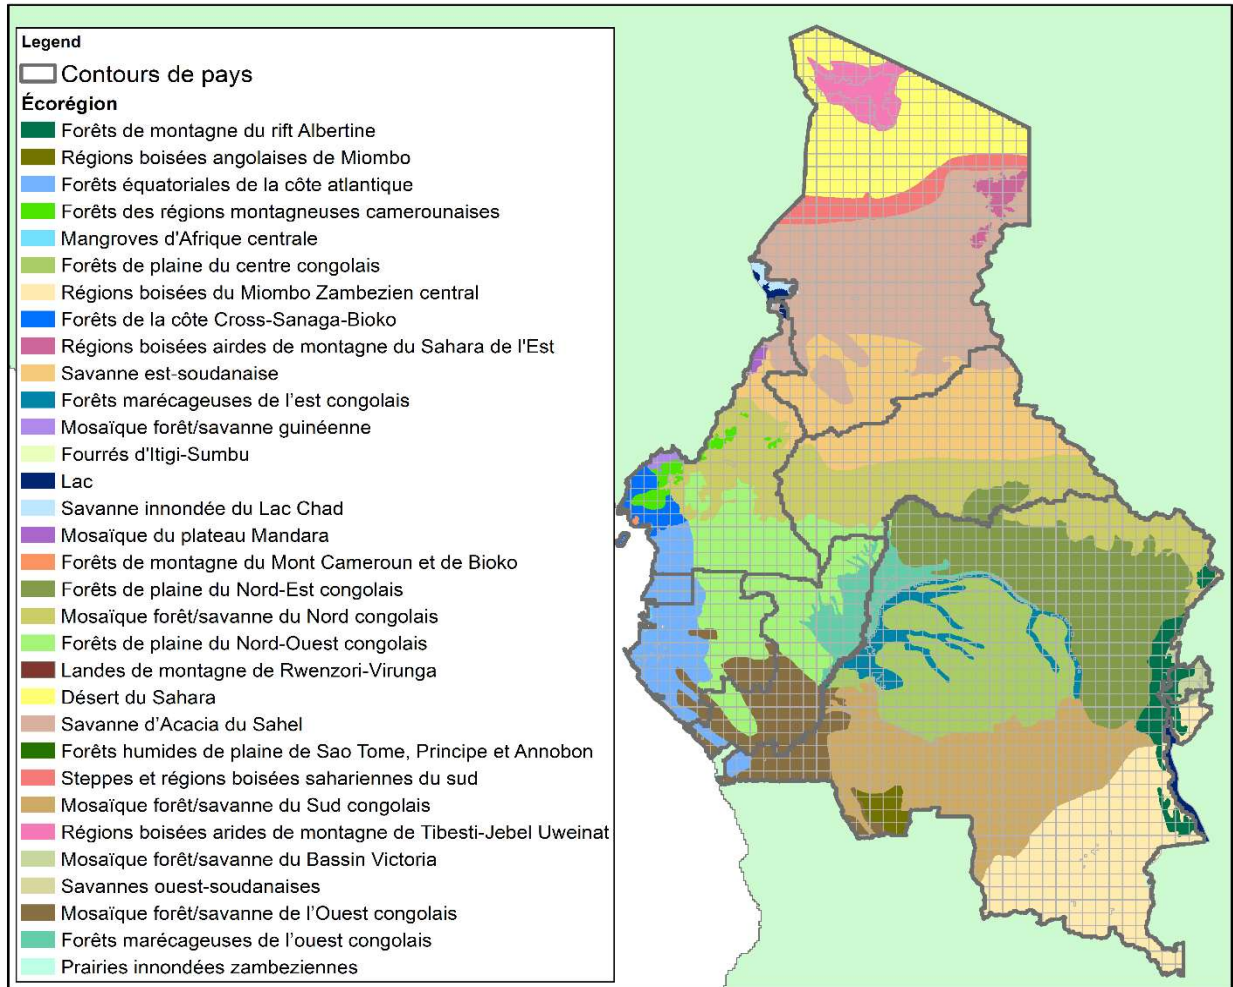 Legend
Contours de pays
Écorégion
Forêts de montagne du rift Albertine
Régions boisées angolaises de Miombo
Forêts équatoriales de la côte atlantique
Forêts des régions montagneuses camerounaises
Mangroves d'Afrique centrale
Forêts de plaine du centre congolais
Régions boisées du Miombo Zambezien central
Forêts de la côte Cross-Sanaga-Bioko
Régions boisées airdes de montagne du Sahara de l'Est
Savanne est-soudanaise
Forêts marécageuses de l’est congolais
Mosaïque forêt/savanne guinéenne
Fourrés d'Itigi-Sumbu
Lac
Savanne innondée du Lac Chad
Mosaïque du plateau Mandara
Forêts de montagne du Mont Cameroun et de Bioko
Forêts de plaine du Nord-Est congolais
Mosaïque forêt/savanne du Nord congolais
Forêts de plaine du Nord-Ouest congolais
Landes de montagne de Rwenzori-Virunga
Désert du Sahara
Savanne d’Acacia du Sahel
Forêts humides de plaine de Sao Tome, Principe et Annobon
Steppes et régions boisées sahariennes du sud
Mosaïque forêt/savanne du Sud congolais
Régions boisées arides de montagne de Tibesti-Jebel Uweinat
Mosaïque forêt/savanne du Bassin Victoria
Savannes ouest-soudanaises
Mosaïque forêt/savanne de l’Ouest congolais
Forêts marécageuses de l’ouest congolais
Prairies innondées zambeziennes